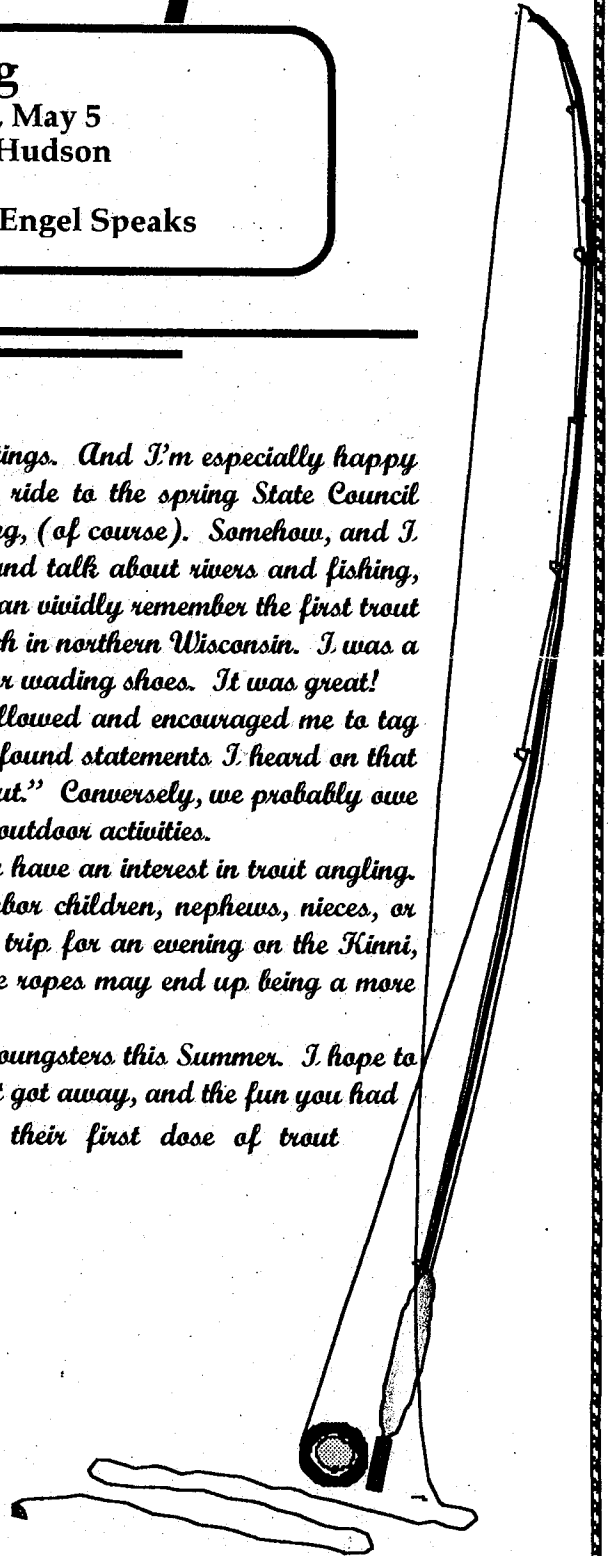 g
, May 5
Hudson
Engel Speaks
ings. And I'm especially happy
ride to the spring State Council
g, (of course). Somehow, and I
and talk about rivers and fishing,
an vividly remember the first trout
h in northern Wisconsin. I was a
r wading shoes. It was great!
llowed and encouraged me to tag
found statements I heard on that
ut.” Conversely, we probably owe
outdoor activities.
have an interest in trout angling.
bor children, nephews, nieces, or
trip for an evening on the Kinni,
e ropes may end up being a more
oungsters this Summer. I hope to
t got away, and the fun you had
their first dose of trout